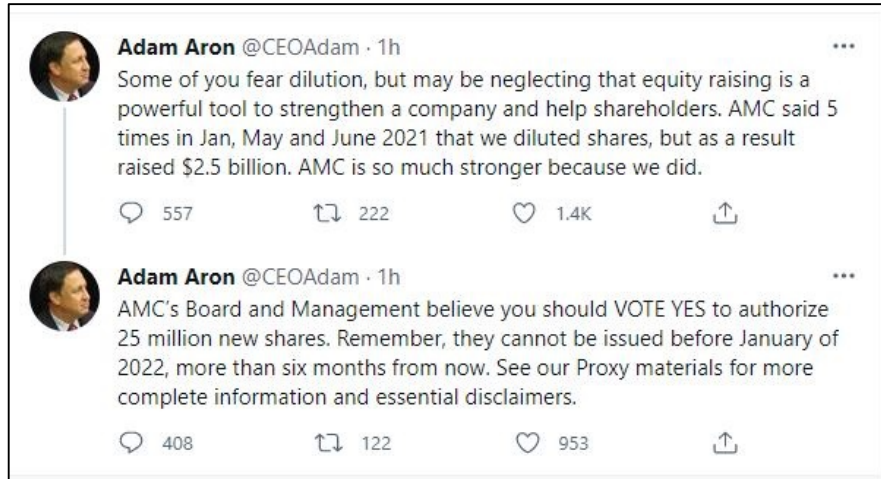 Adam Aron @CEOAdam · 1h
Some of you fear dilution, but may be neglecting that equity raising is a
powerful tool to strengthen a company and help shareholders. AMC said 5
times in Jan, May and June 2021 that we diluted shares, but as a result
raised $2.5 billion. AMC is so much stronger because we did.
557 222 1.4K
Adam Aron @CEOAdam · 1h
AMC's Board and Management believe you should VOTE YES to authorize
25 million new shares. Remember, they cannot be issued before January of
2022, more than six months from now. See our Proxy materials for more
complete information and essential disclaimers.
408 122 953